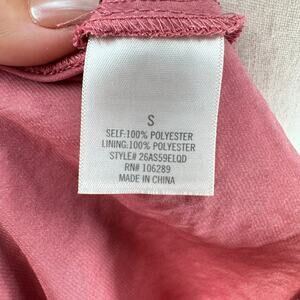 S
SELF:100% POLYESTER
LINING:100% POLYESTER
STYLE# 26AS59ELQD
RN# 106289
MADE IN CHINA